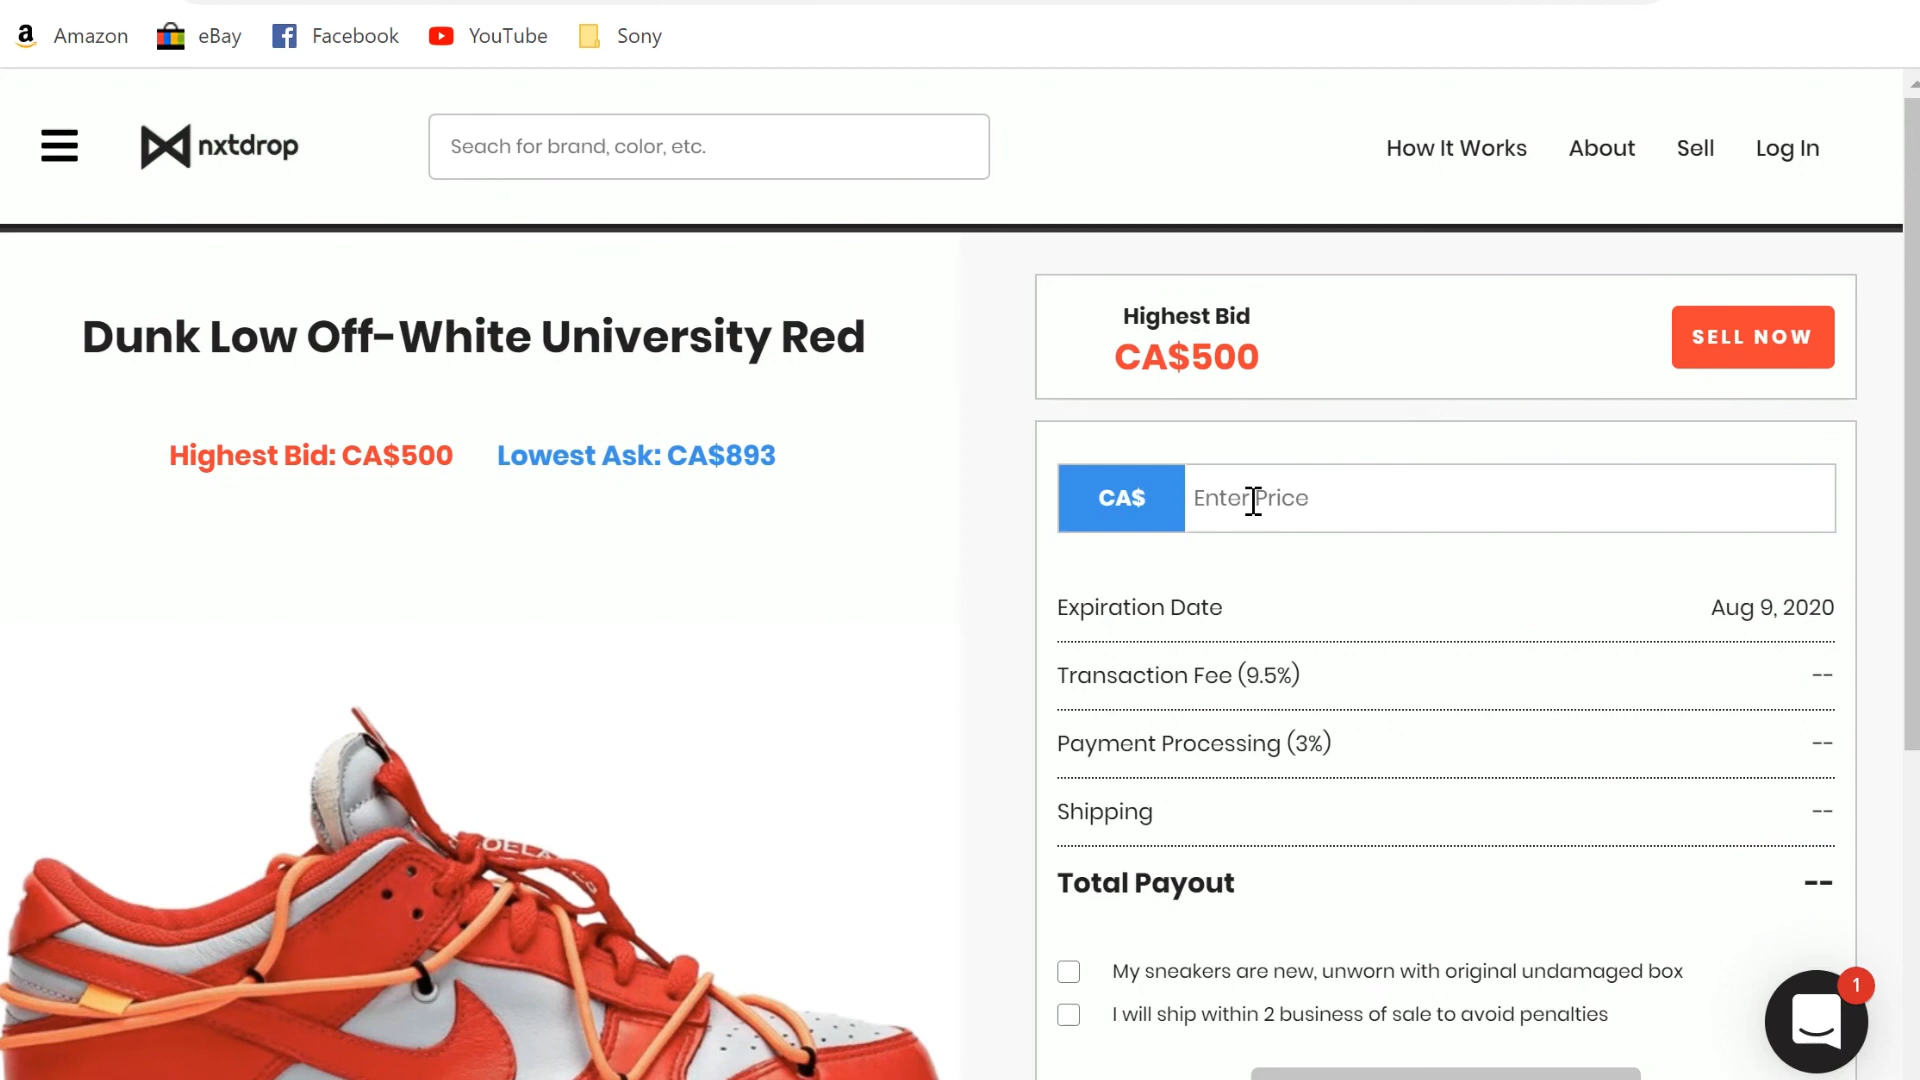 Amazon eBay Facebook YouTube Sony
nxtdrop
Seach for brand, color, etc.
How It Works About Sell Log In
Dunk Low Off-White University Red
Highest Bid: CA$500 Lowest Ask: CA$893
Highest Bid
CA$500
SELL NOW
CA$ Enter Price
Expiration Date Aug 9, 2020
Transaction Fee (9.5%) --
Payment Processing (3%) --
Shipping --
Total Payout --
My sneakers are new, unworn with original undamaged box
I will ship within 2 business of sale to avoid penalties
1